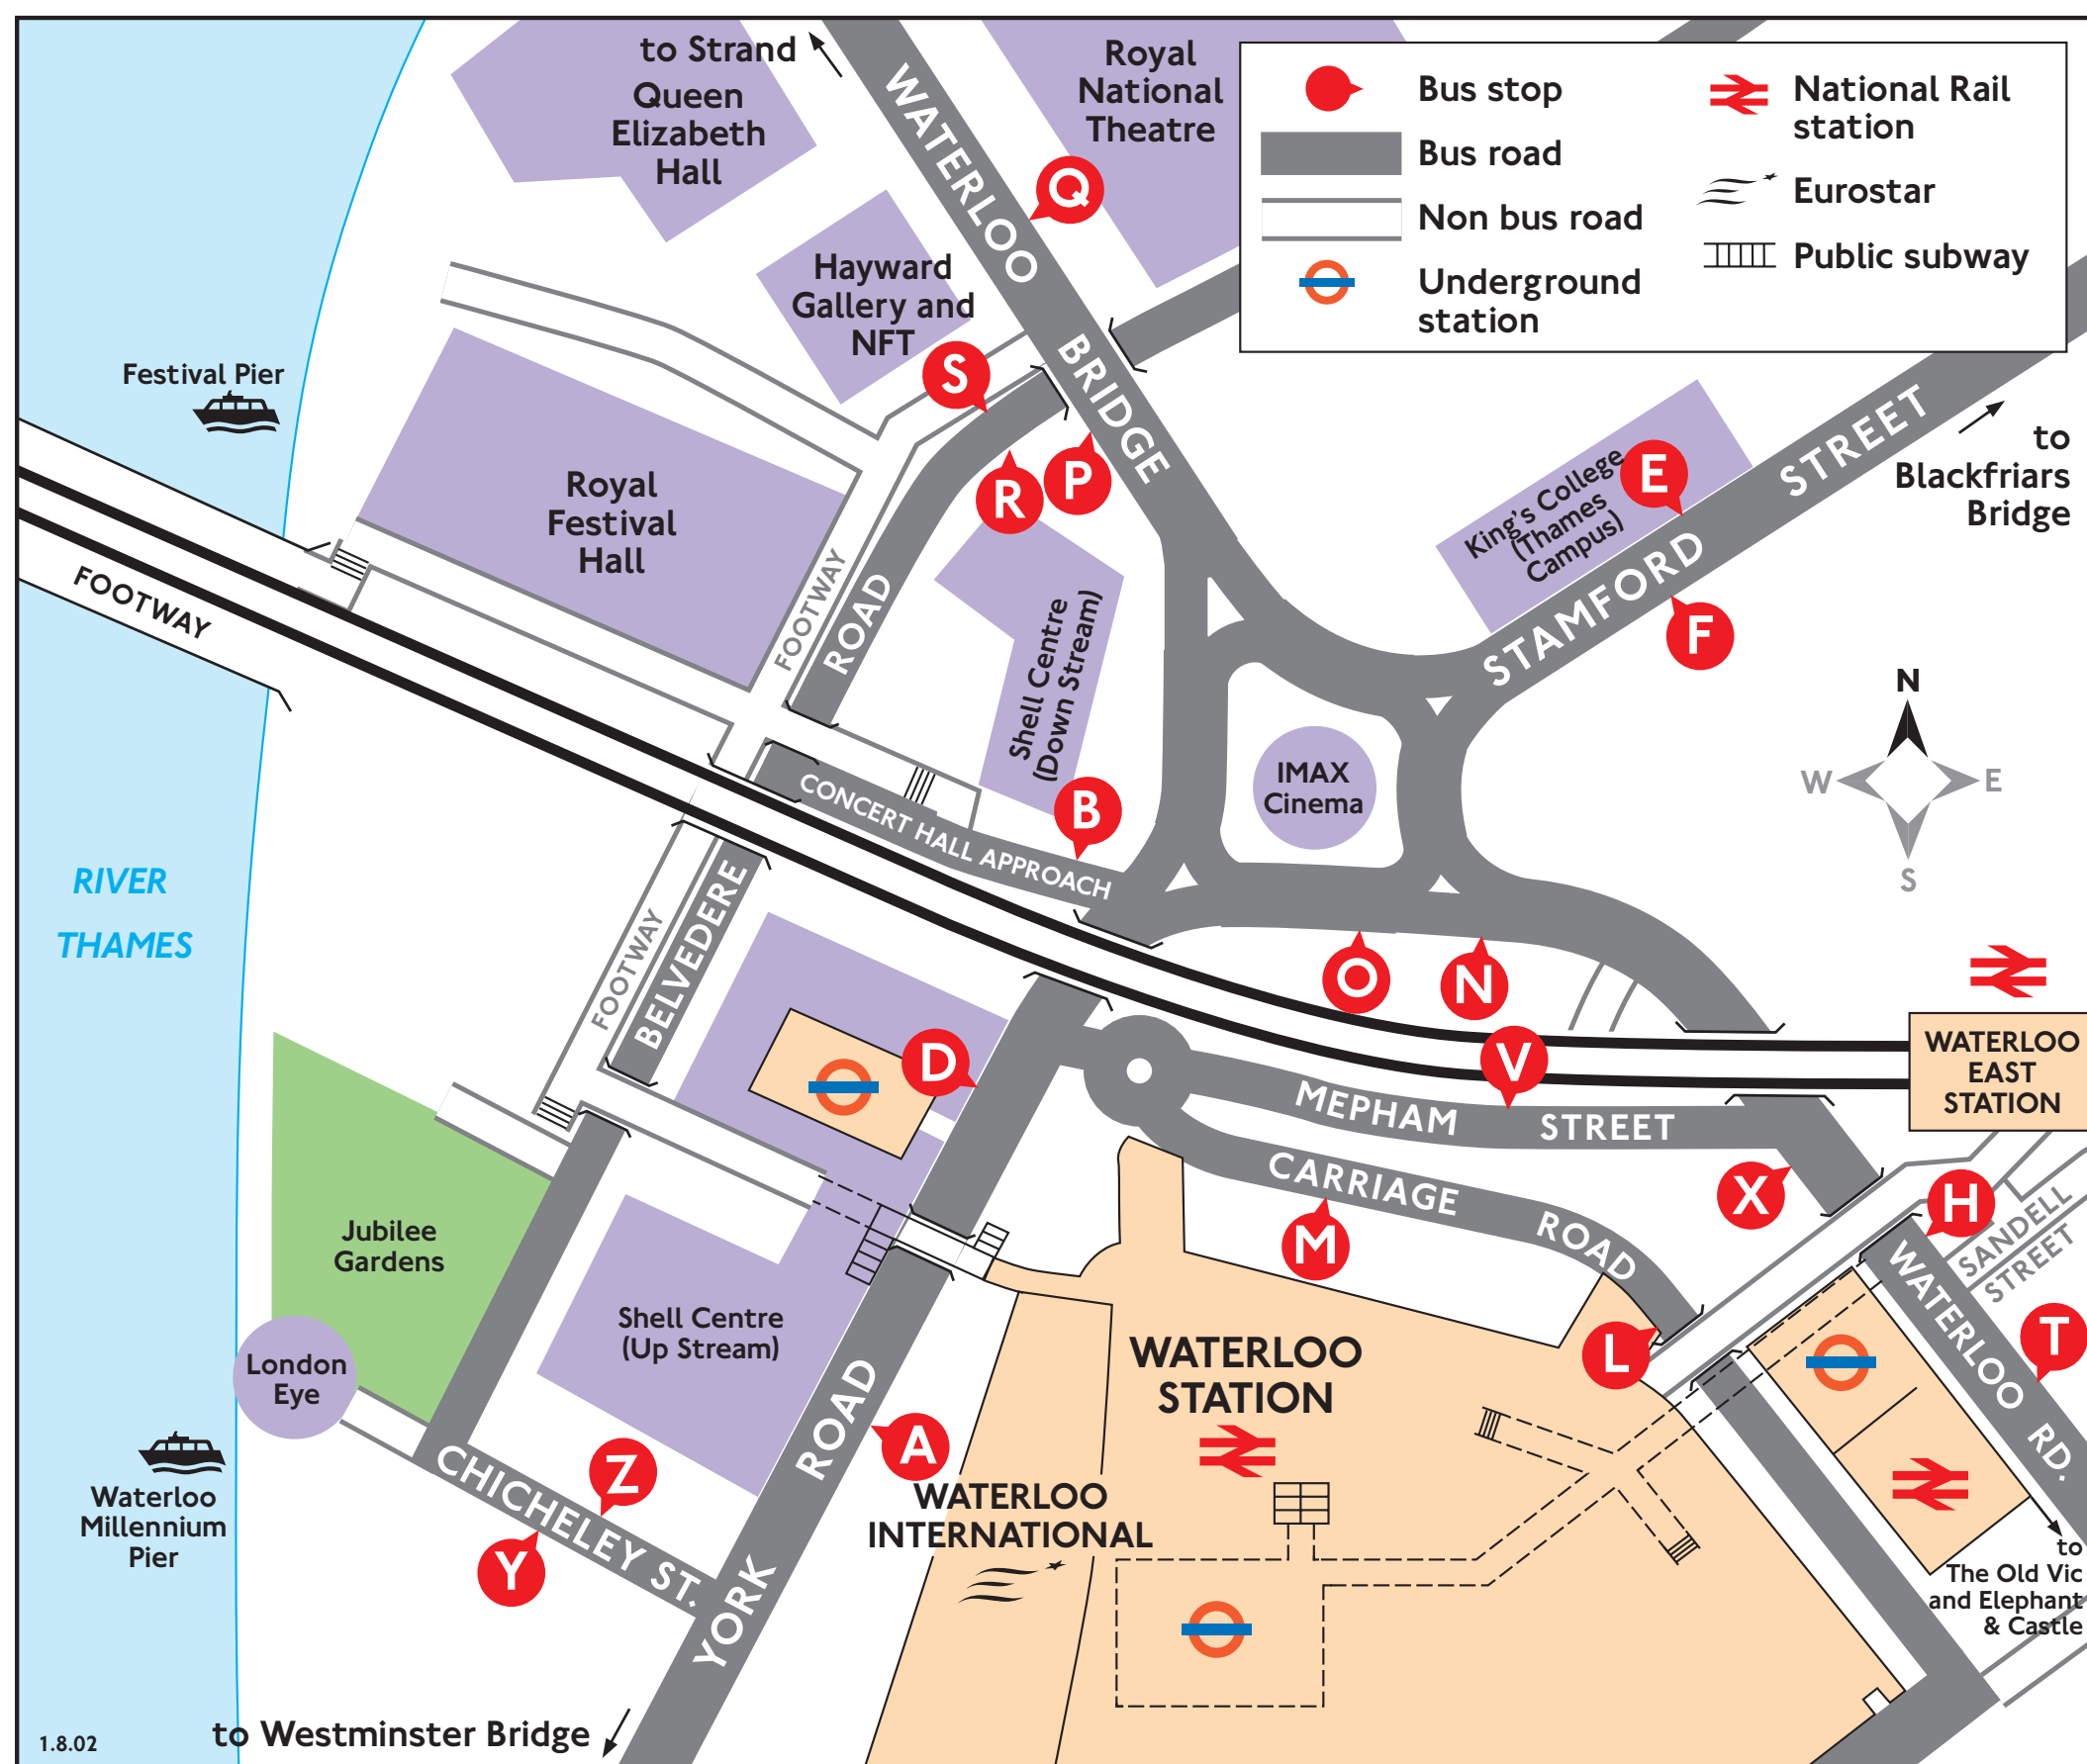 to Strand
Queen
Elizabeth
Hall
WATERLOO
BRIDGE
Royal
National
Theatre
Bus stop
Bus road
Non bus road
Underground
station
National Rail
station
Eurostar
Public subway
Q
Hayward
Gallery and
NFT
S
R
P
Festival Pier
Royal
Festival
Hall
FOOTWAY
FOOTWAY
ROAD
Shell Centre
(Down Stream)
King's College
(Thames
Campus)
E
STAMFORD
STREET
F
to
Blackfriars
Bridge
N
W
E
S
IMAX
Cinema
B
CONCERT HALL APPROACH
RIVER
THAMES
FOOTWAY
BELVEDERE
O
N
V
D
WATERLOO
EAST
STATION
MEPHAM
STREET
CARRIAGE
ROAD
X
H
SANDELL
STREET
M
L
T
WATERLOO
RD.
Jubilee
Gardens
London
Eye
Shell Centre
(Up Stream)
WATERLOO
STATION
A
ROAD
YORK
Z
Y
CHICHELEY ST.
WATERLOO
INTERNATIONAL
Waterloo
Millennium
Pier
to
The Old Vic
and Elephant
& Castle
to Westminster Bridge
1.8.02